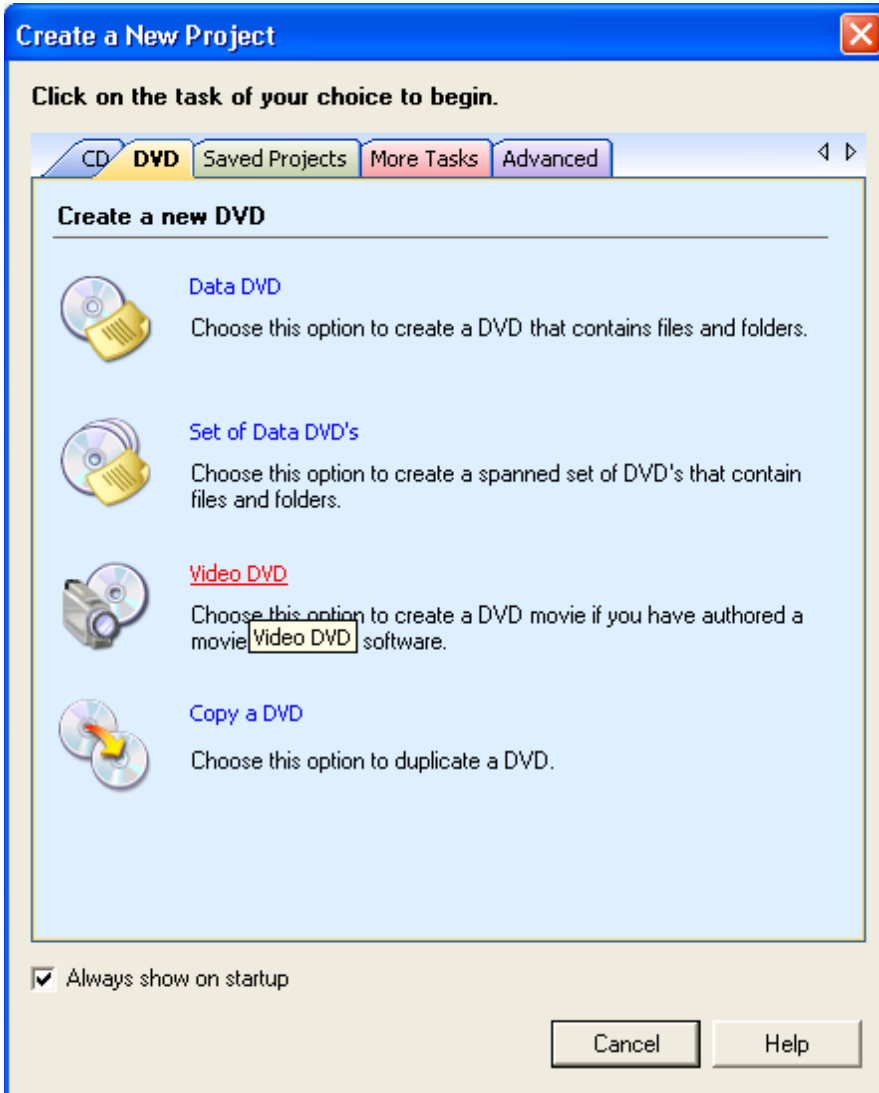 Create a New Project
Click on the task of your choice to begin.
CD DVD Saved Projects More Tasks Advanced
Create a new DVD
Data DVD
Choose this option to create a DVD that contains files and folders.
Set of Data DVD's
Choose this option to create a spanned set of DVD's that contain
files and folders.
Video DVD
Choose this option to create a DVD movie if you have authored a
movie software.
Video DVD
Copy a DVD
Choose this option to duplicate a DVD.
Always show on startup
Cancel Help